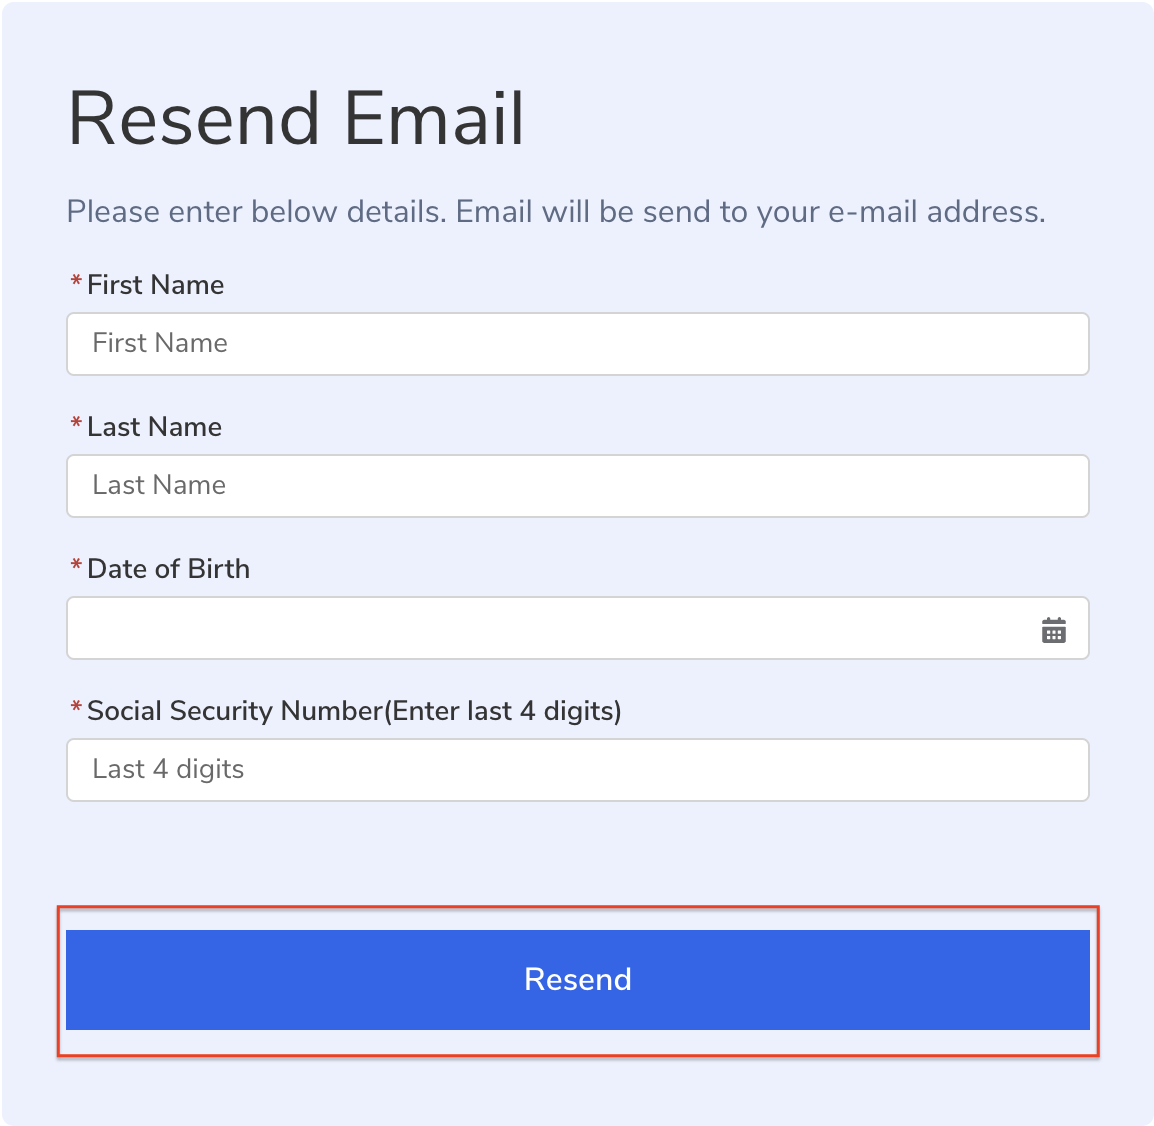 Resend Email
Please enter below details. Email will be send to your e-mail address.
*First Name
First Name
*Last Name
Last Name
*Date of Birth
*Social Security Number(Enter last 4 digits)
Last 4 digits
Resend